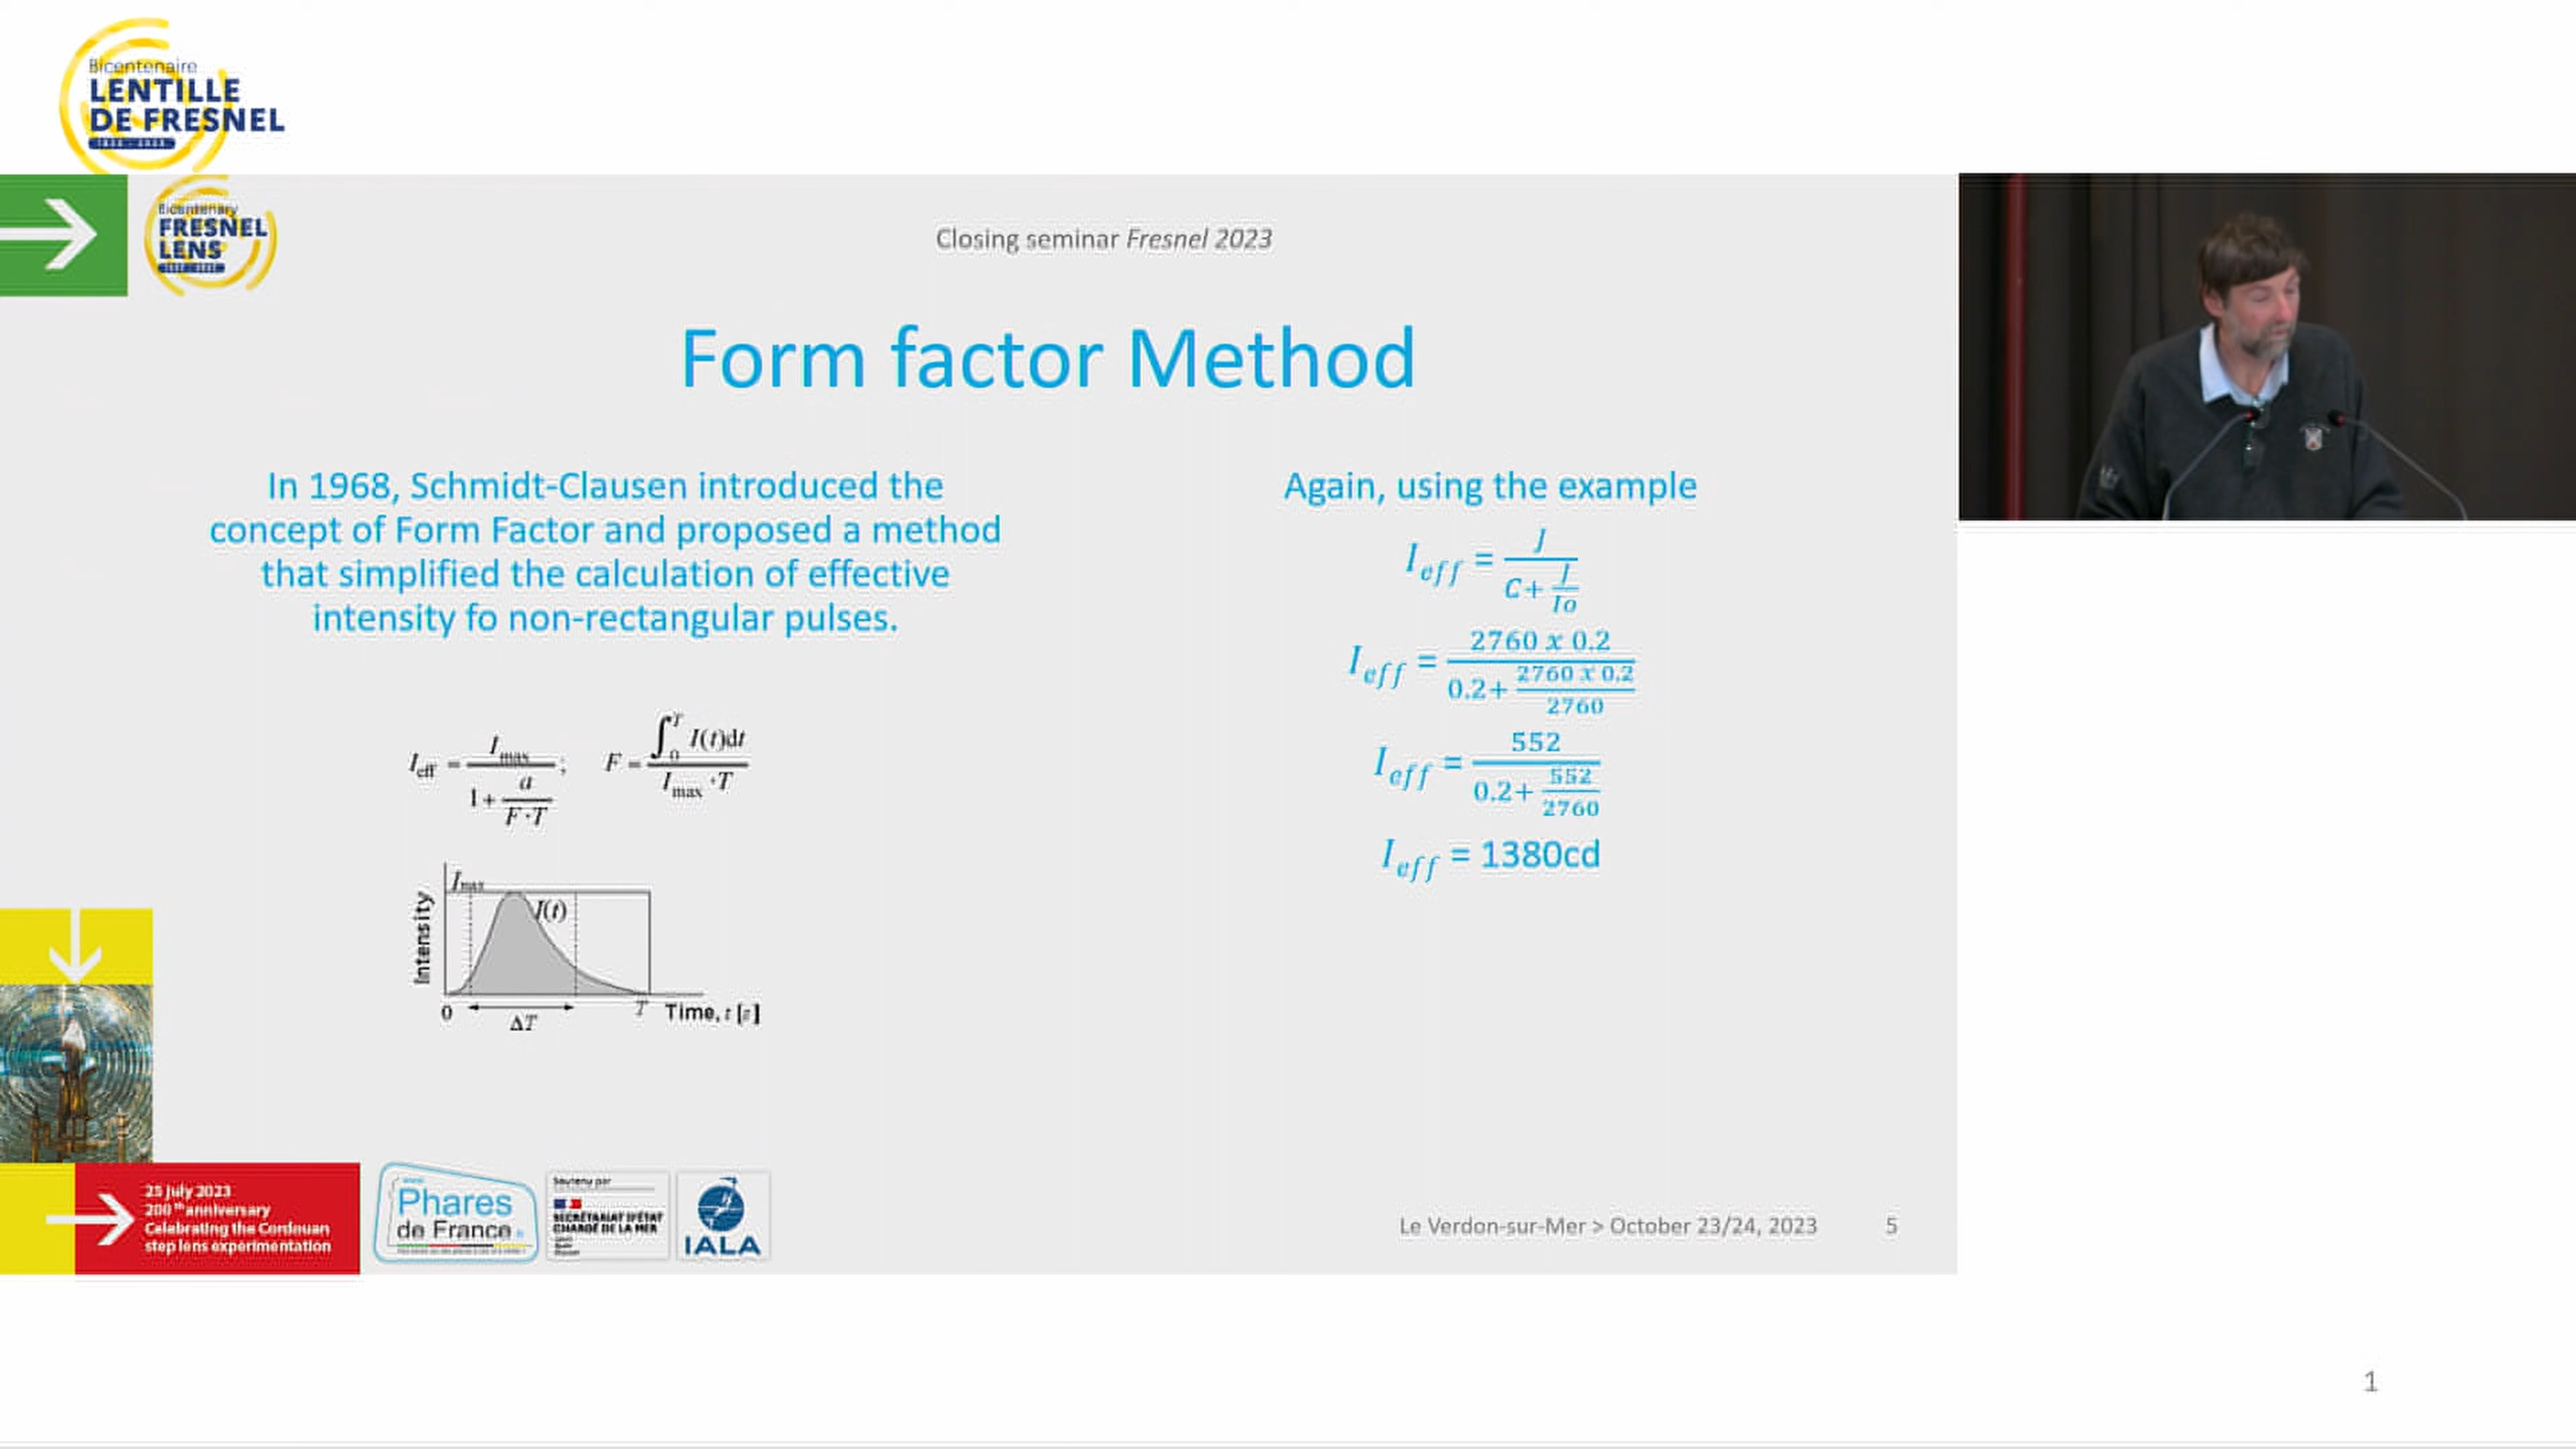 Bicentenaire
LENTILLE
DE FRESNEL
Bicentenary
FRESNEL
LENS
Closing seminar Fresnel 2023
Form factor Method
In 1968, Schmidt-Clausen introduced the
concept of Form Factor and proposed a method
that simplified the calculation of effective
intensity fo non-rectangular pulses.
I_eff = I_max / (1 + a / (F·T)); F = ∫_0^T I(t)dt / (I_max ·T)
I_max
I(t)
Intensity
0 ΔT T Time, t [s]
Again, using the example
I_eff = J / (C+ J/Io)
I_eff = 2760 x 0.2 / (0.2+ 2760 x 0.2 / 2760)
I_eff = 552 / (0.2+ 552 / 2760)
I_eff = 1380cd
25 July 2023
200th anniversary
Celebrating the Cordouan
step lens experimentation
Phares
de France
Soutenu par
SECRÉTARIAT D'ÉTAT
CHARGÉ DE LA MER
IALA
Le Verdon-sur-Mer > October 23/24, 2023 5
1